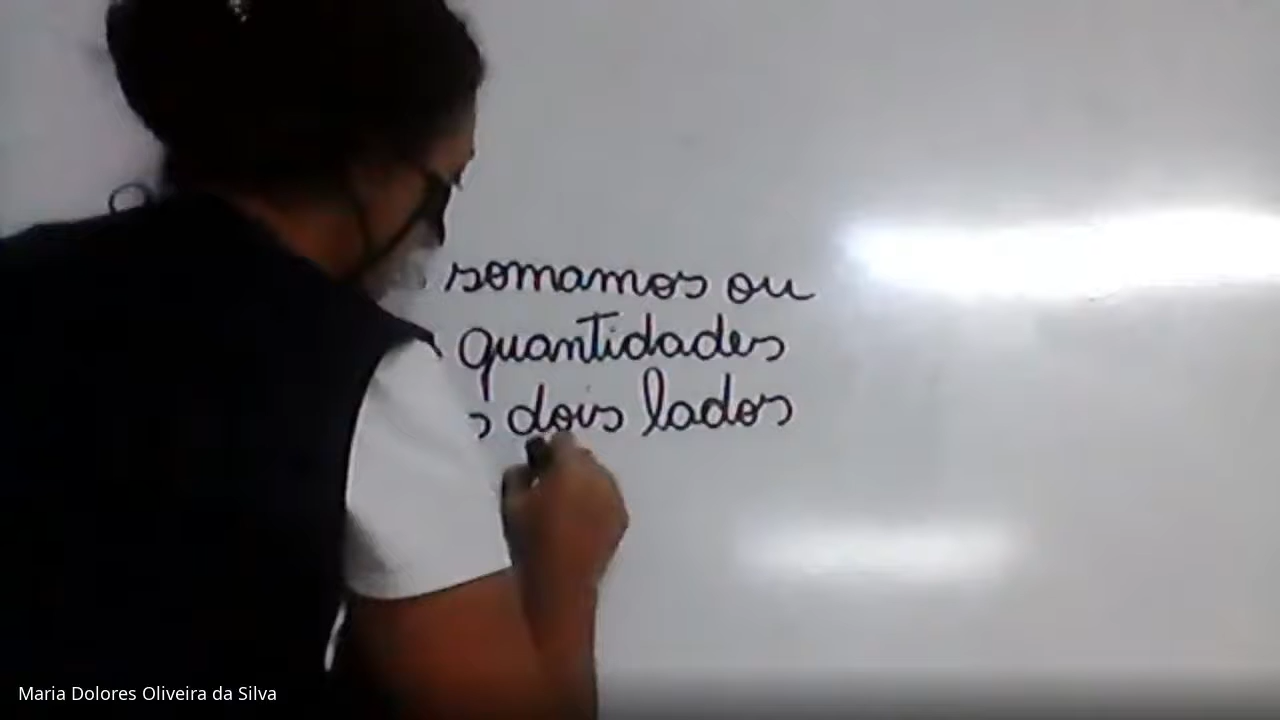 somamos ou
quantidades
s dois lados
Maria Dolores Oliveira da Silva